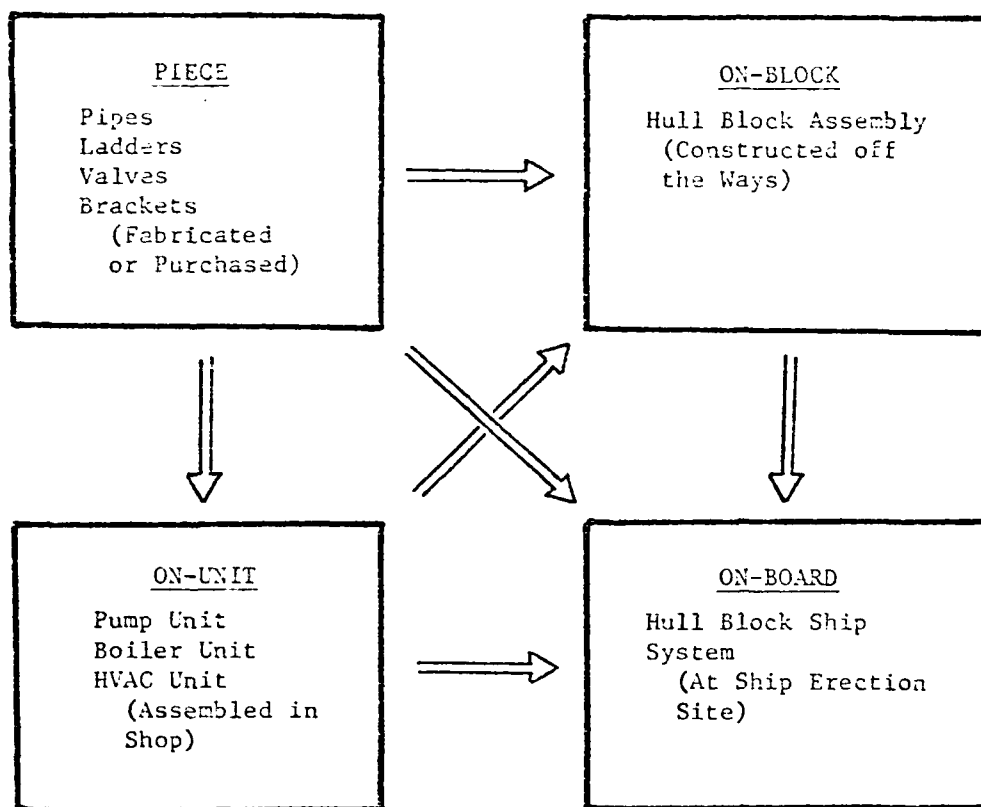 PIECE
Pipes
Ladders
Valves
Brackets
(Fabricated
or Purchased)
ON-BLOCK
Hull Block Assembly
(Constructed off
the Ways)
ON-UNIT
Pump Unit
Boiler Unit
HVAC Unit
(Assembled in
Shop)
ON-BOARD
Hull Block Ship
System
(At Ship Erection
Site)